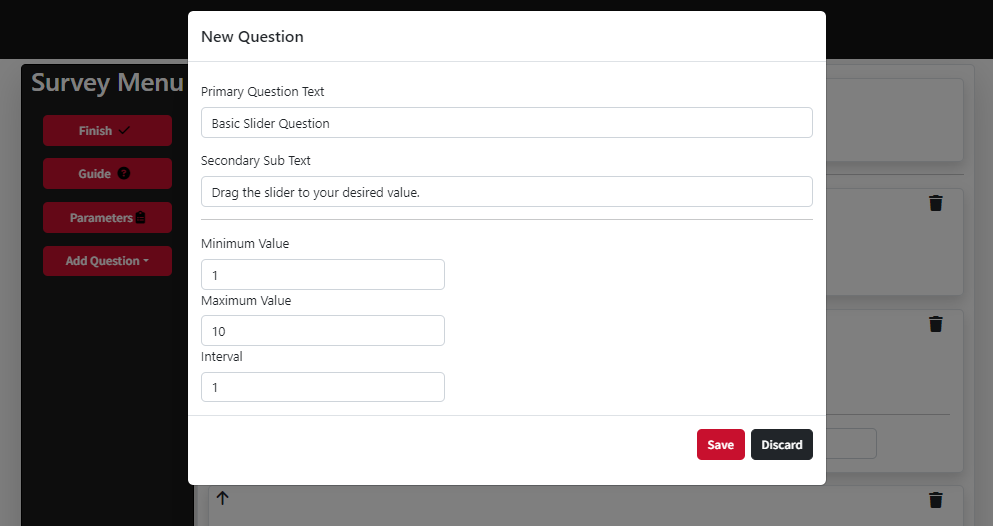 New Question
Survey Menu
Finish
Guide
Parameters
Add Question
Primary Question Text
Basic Slider Question
Secondary Sub Text
Drag the slider to your desired value.
Minimum Value
1
Maximum Value
10
Interval
1
Save
Discard